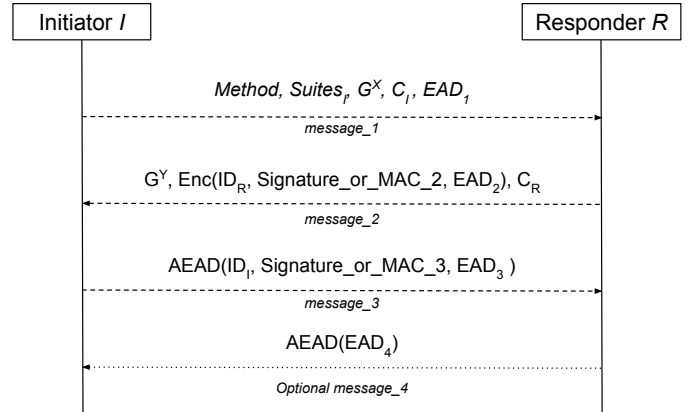 Initiator I
Responder R
Method, Suites_I, G^X, C_I, EAD_1
message_1
G^Y, Enc(ID_R, Signature_or_MAC_2, EAD_2), C_R
message_2
AEAD(ID_I, Signature_or_MAC_3, EAD_3 )
message_3
AEAD(EAD_4)
Optional message_4